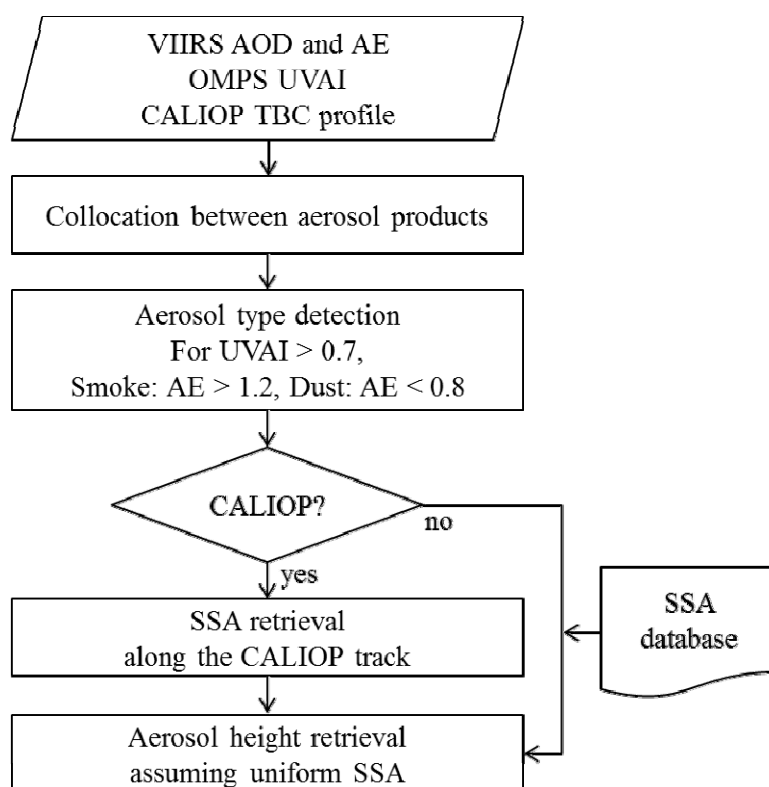 VIIRS AOD and AE
OMPS UVAI
CALIOP TBC profile
Collocation between aerosol products
Aerosol type detection
For UVAI > 0.7,
Smoke: AE > 1.2, Dust: AE < 0.8
CALIOP?
no
yes
SSA retrieval
along the CALIOP track
SSA
database
Aerosol height retrieval
assuming uniform SSA